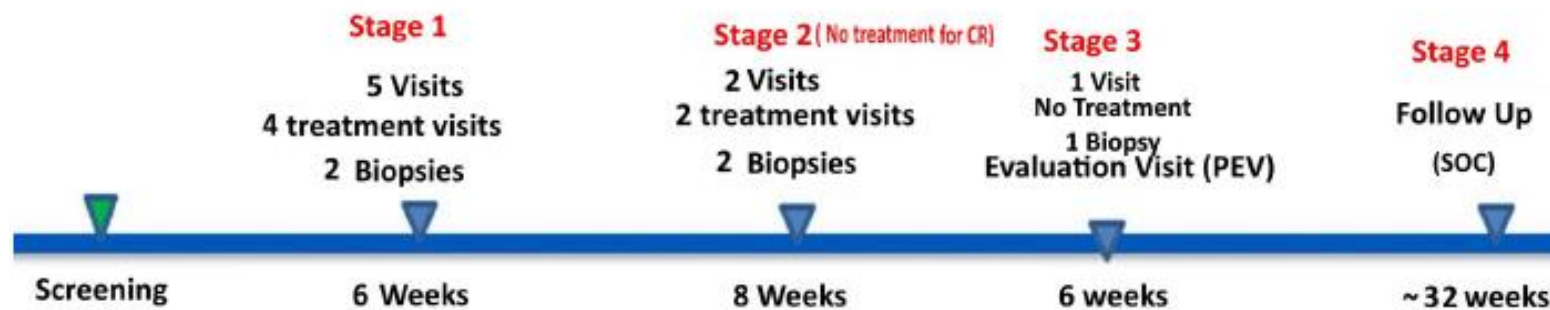 Stage 1
5 Visits
4 treatment visits
2 Biopsies
Stage 2 ( No treatment for CR)
2 Visits
2 treatment visits
2 Biopsies
Stage 3
1 Visit
No Treatment
1 Biopsy
Evaluation Visit (PEV)
Stage 4
Follow Up
(SOC)
Screening
6 Weeks
8 Weeks
6 weeks
~ 32 weeks